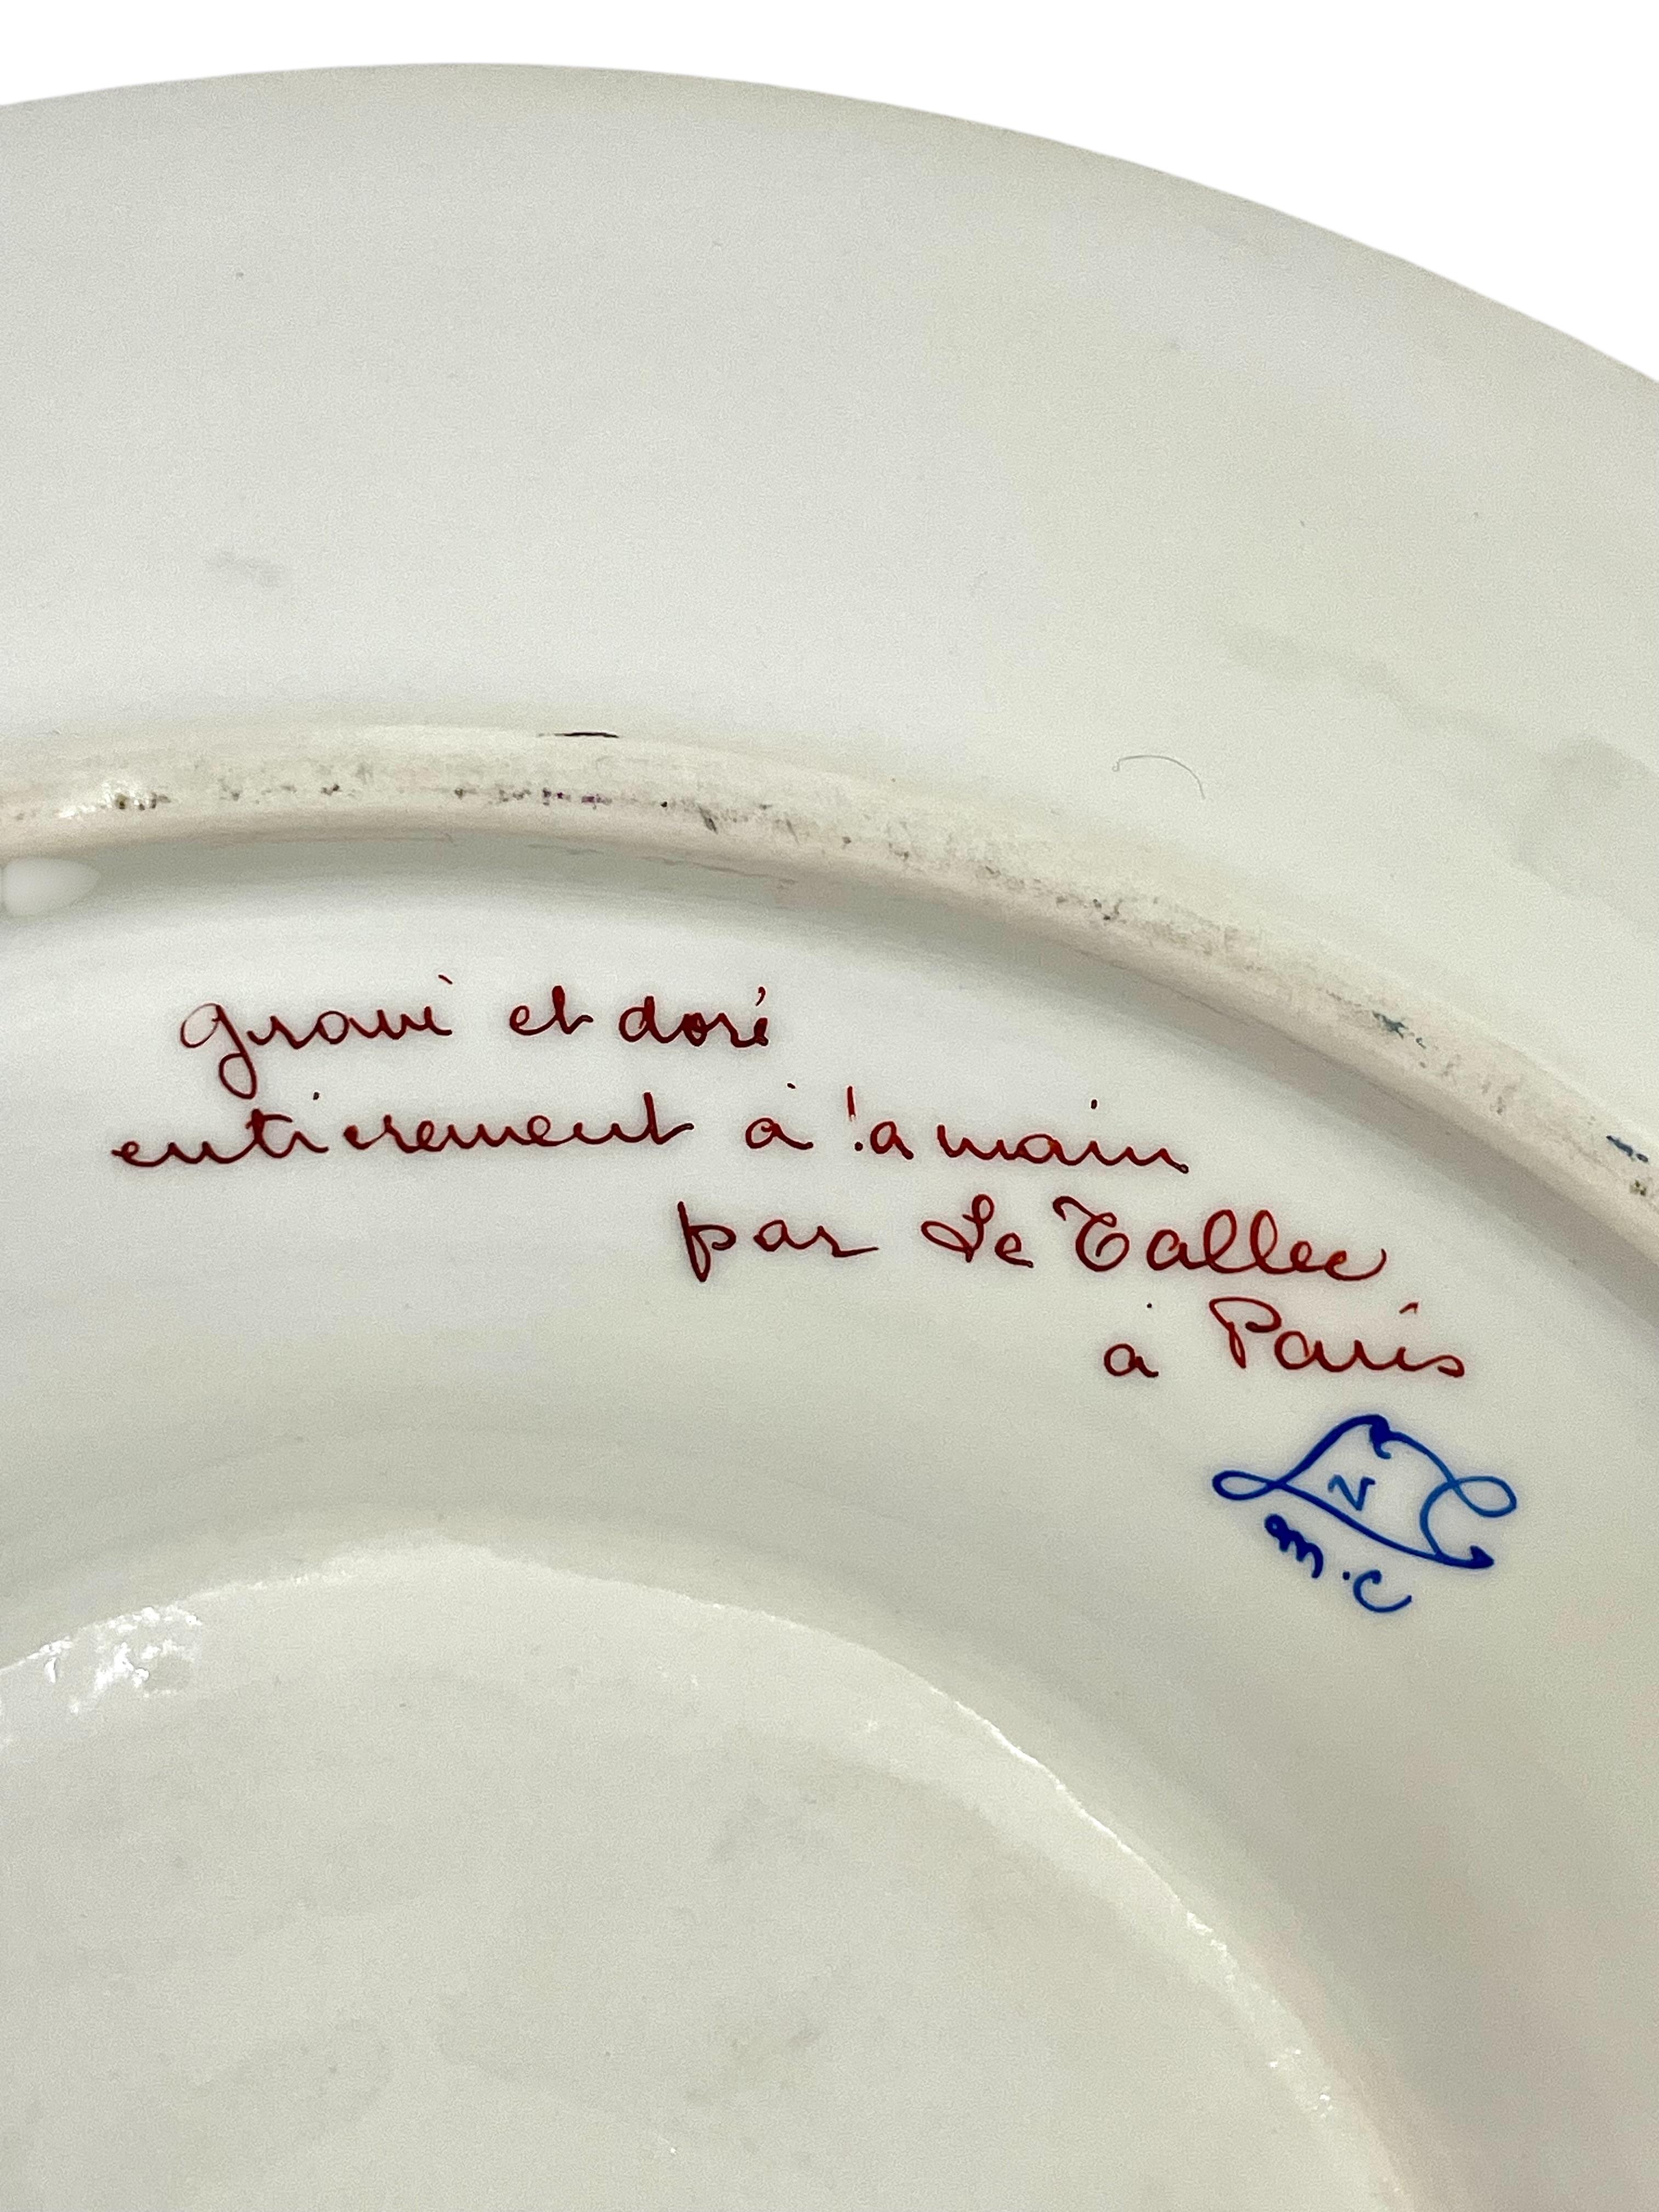 Gravé et doré
entièrement à la main
par Le Tallec
à Paris
M.C